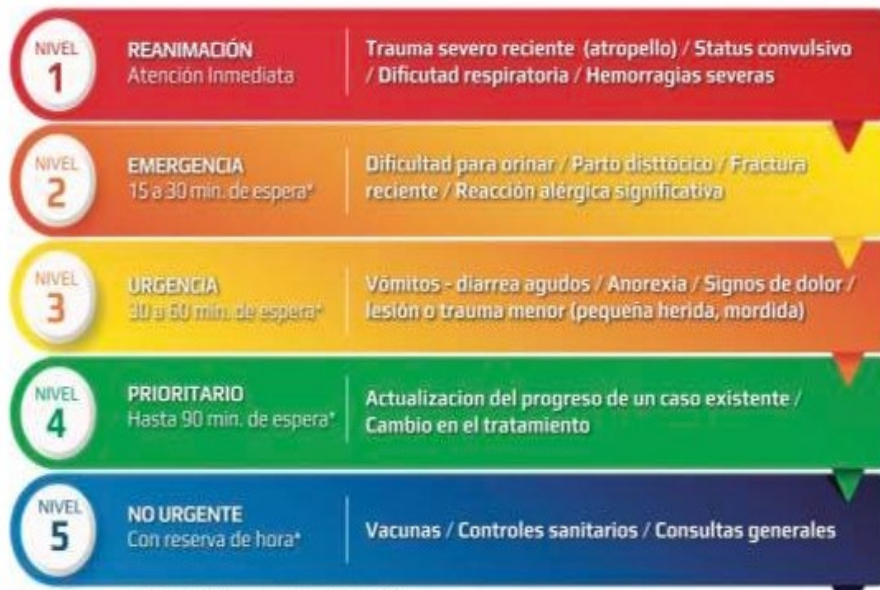 NIVEL
1
REANIMACIÓN
Atención Inmediata
Trauma severo reciente (atropello) / Status convulsivo
/ Dificutad respiratoria / Hemorragias severas
NIVEL
2
EMERGENCIA
15 a 30 min. de espera*
Dificultad para orinar / Parto disttócico / Fractura
reciente / Reacción alérgica significativa
NIVEL
3
URGENCIA
30 a 60 min. de espera*
Vómitos - diarrea agudos / Anorexia / Signos de dolor /
lesión o trauma menor (pequeña herida, mordida)
NIVEL
4
PRIORITARIO
Hasta 90 min. de espera*
Actualizacion del progreso de un caso existente /
Cambio en el tratamiento
NIVEL
5
NO URGENTE
Con reserva de hora*
Vacunas / Controles sanitarios / Consultas generales